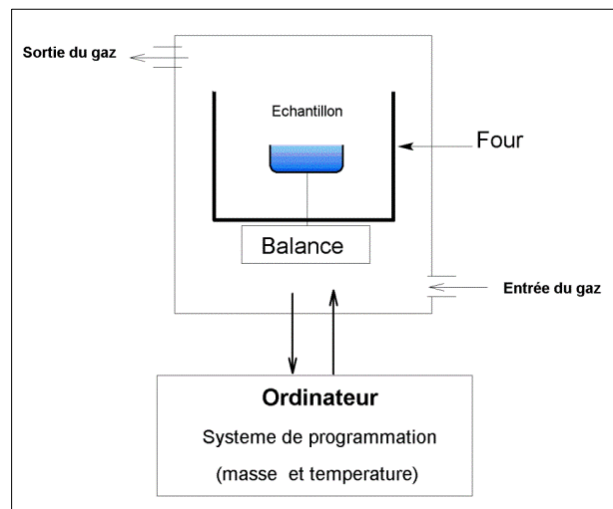 Sortie du gaz
Echantillon
Four
Balance
Entrée du gaz
Ordinateur
Systeme de programmation
(masse et temperature)